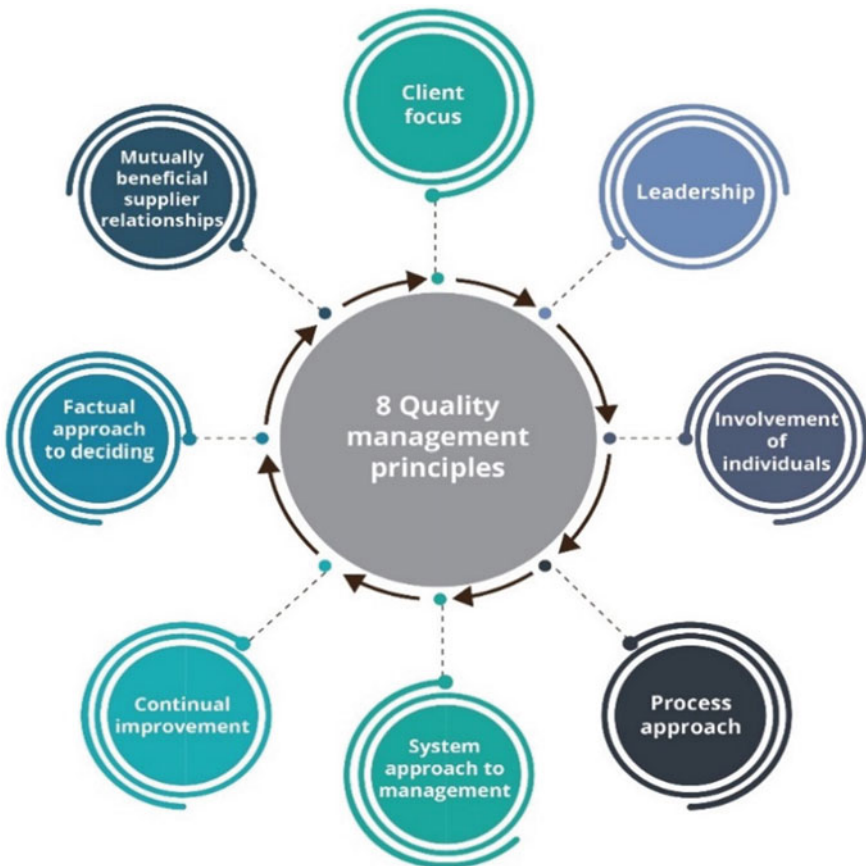 8 Quality
management
principles
Client
focus
Leadership
Involvement
of
individuals
Process
approach
System
approach to
management
Continual
improvement
Factual
approach
to deciding
Mutually
beneficial
supplier
relationships